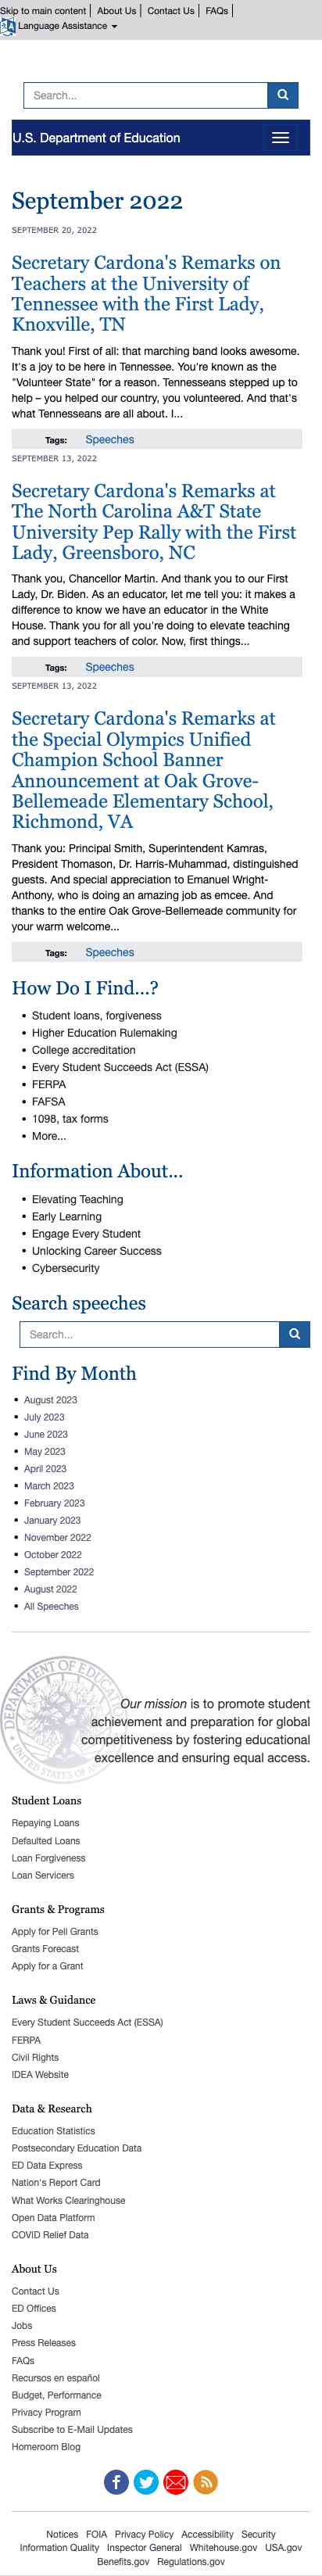 Skip to main content
About Us
Contact Us
FAQs
Language Assistance
Search...
U.S. Department of Education
September 2022
SEPTEMBER 20, 2022
Secretary Cardona's Remarks on
Teachers at the University of
Tennessee with the First Lady,
Knoxville, TN
Thank you! First of all: that marching band looks awesome.
It's a joy to be here in Tennessee. You're known as the
"Volunteer State" for a reason. Tennesseans stepped up to
help – you helped our country, you volunteered. And that's
what Tennesseans are all about. I...
Tags: Speeches
SEPTEMBER 13, 2022
Secretary Cardona's Remarks at
The North Carolina A&T State
University Pep Rally with the First
Lady, Greensboro, NC
Thank you, Chancellor Martin. And thank you to our First
Lady, Dr. Biden. As an educator, let me tell you: it makes a
difference to know we have an educator in the White
House. Thank you for all you're doing to elevate teaching
and support teachers of color. Now, first things...
Tags: Speeches
SEPTEMBER 13, 2022
Secretary Cardona's Remarks at
the Special Olympics Unified
Champion School Banner
Announcement at Oak Grove-
Bellemeade Elementary School,
Richmond, VA
Thank you: Principal Smith, Superintendent Kamras,
President Thomason, Dr. Harris-Muhammad, distinguished
guests. And special appreciation to Emanuel Wright-
Anthony, who is doing an amazing job as emcee. And
thanks to the entire Oak Grove-Bellemeade community for
your warm welcome...
Tags: Speeches
How Do I Find...?
• Student loans, forgiveness
• Higher Education Rulemaking
• College accreditation
• Every Student Succeeds Act (ESSA)
• FERPA
• FAFSA
• 1098, tax forms
• More...
Information About...
• Elevating Teaching
• Early Learning
• Engage Every Student
• Unlocking Career Success
• Cybersecurity
Search speeches
Search...
Find By Month
• August 2023
• July 2023
• June 2023
• May 2023
• April 2023
• March 2023
• February 2023
• January 2023
• November 2022
• October 2022
• September 2022
• August 2022
• All Speeches
DEPARTMENT OF EDUCATION
Our mission is to promote student
achievement and preparation for global
competitiveness by fostering educational
excellence and ensuring equal access.
Student Loans
Repaying Loans
Defaulted Loans
Loan Forgiveness
Loan Servicers
Grants & Programs
Apply for Pell Grants
Grants Forecast
Apply for a Grant
Laws & Guidance
Every Student Succeeds Act (ESSA)
FERPA
Civil Rights
IDEA Website
Data & Research
Education Statistics
Postsecondary Education Data
ED Data Express
Nation's Report Card
What Works Clearinghouse
Open Data Platform
COVID Relief Data
About Us
Contact Us
ED Offices
Jobs
Press Releases
FAQs
Recursos en español
Budget, Performance
Privacy Program
Subscribe to E-Mail Updates
Homeroom Blog
Notices FOIA Privacy Policy Accessibility Security
Information Quality Inspector General Whitehouse.gov USA.gov
Benefits.gov Regulations.gov